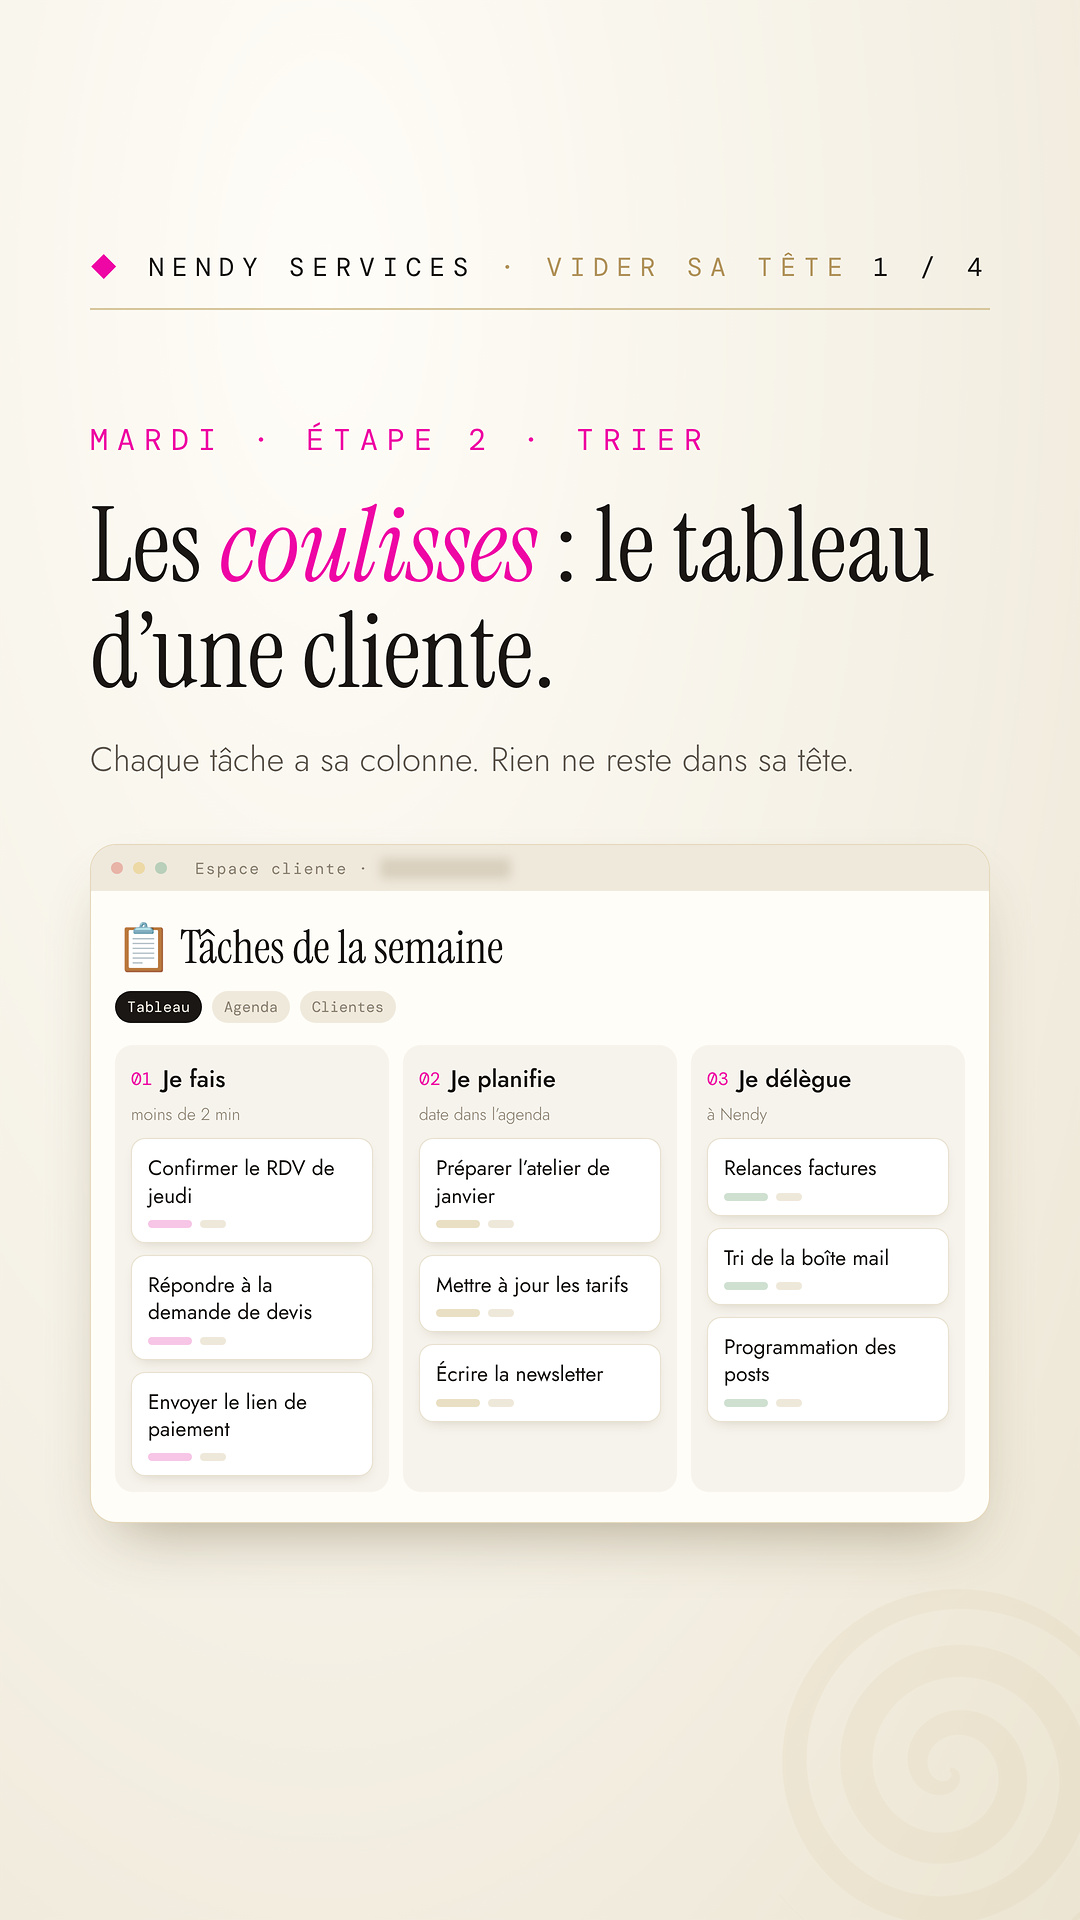 NENDY SERVICES · VIDER SA TÊTE 1 / 4
MARDI · ÉTAPE 2 · TRIER
Les coulisses : le tableau
d’une cliente.
Chaque tâche a sa colonne. Rien ne reste dans sa tête.
Espace cliente ·
Tâches de la semaine
Tableau Agenda Clientes
01 Je fais
moins de 2 min
Confirmer le RDV de
jeudi
Répondre à la
demande de devis
Envoyer le lien de
paiement
02 Je planifie
date dans l’agenda
Préparer l’atelier de
janvier
Mettre à jour les tarifs
Écrire la newsletter
03 Je délègue
à Nendy
Relances factures
Tri de la boîte mail
Programmation des
posts